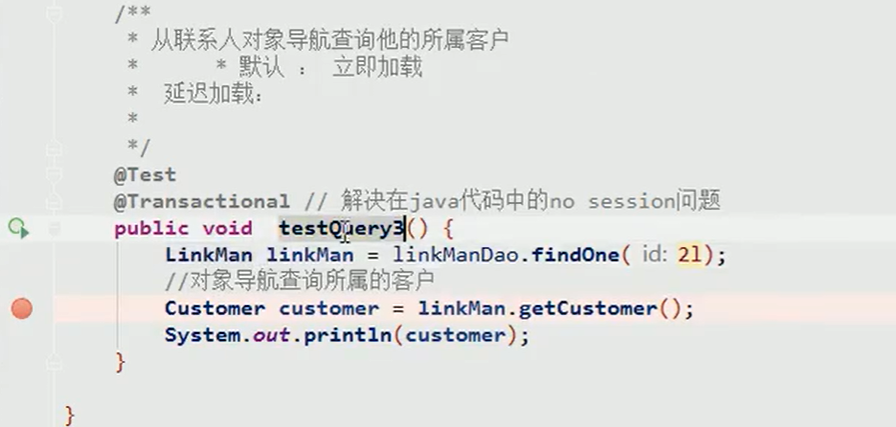 /**
 * 从联系人对象导航查询他的所属客户
 *      * 默认 ： 立即加载
 *  延迟加载：
 *
 */
@Test
@Transactional // 解决在java代码中的no session问题
public void  testQuery3() {
    LinkMan linkMan = linkManDao.findOne( id: 2l);
    //对象导航查询所属的客户
    Customer customer = linkMan.getCustomer();
    System.out.println(customer);
}
}